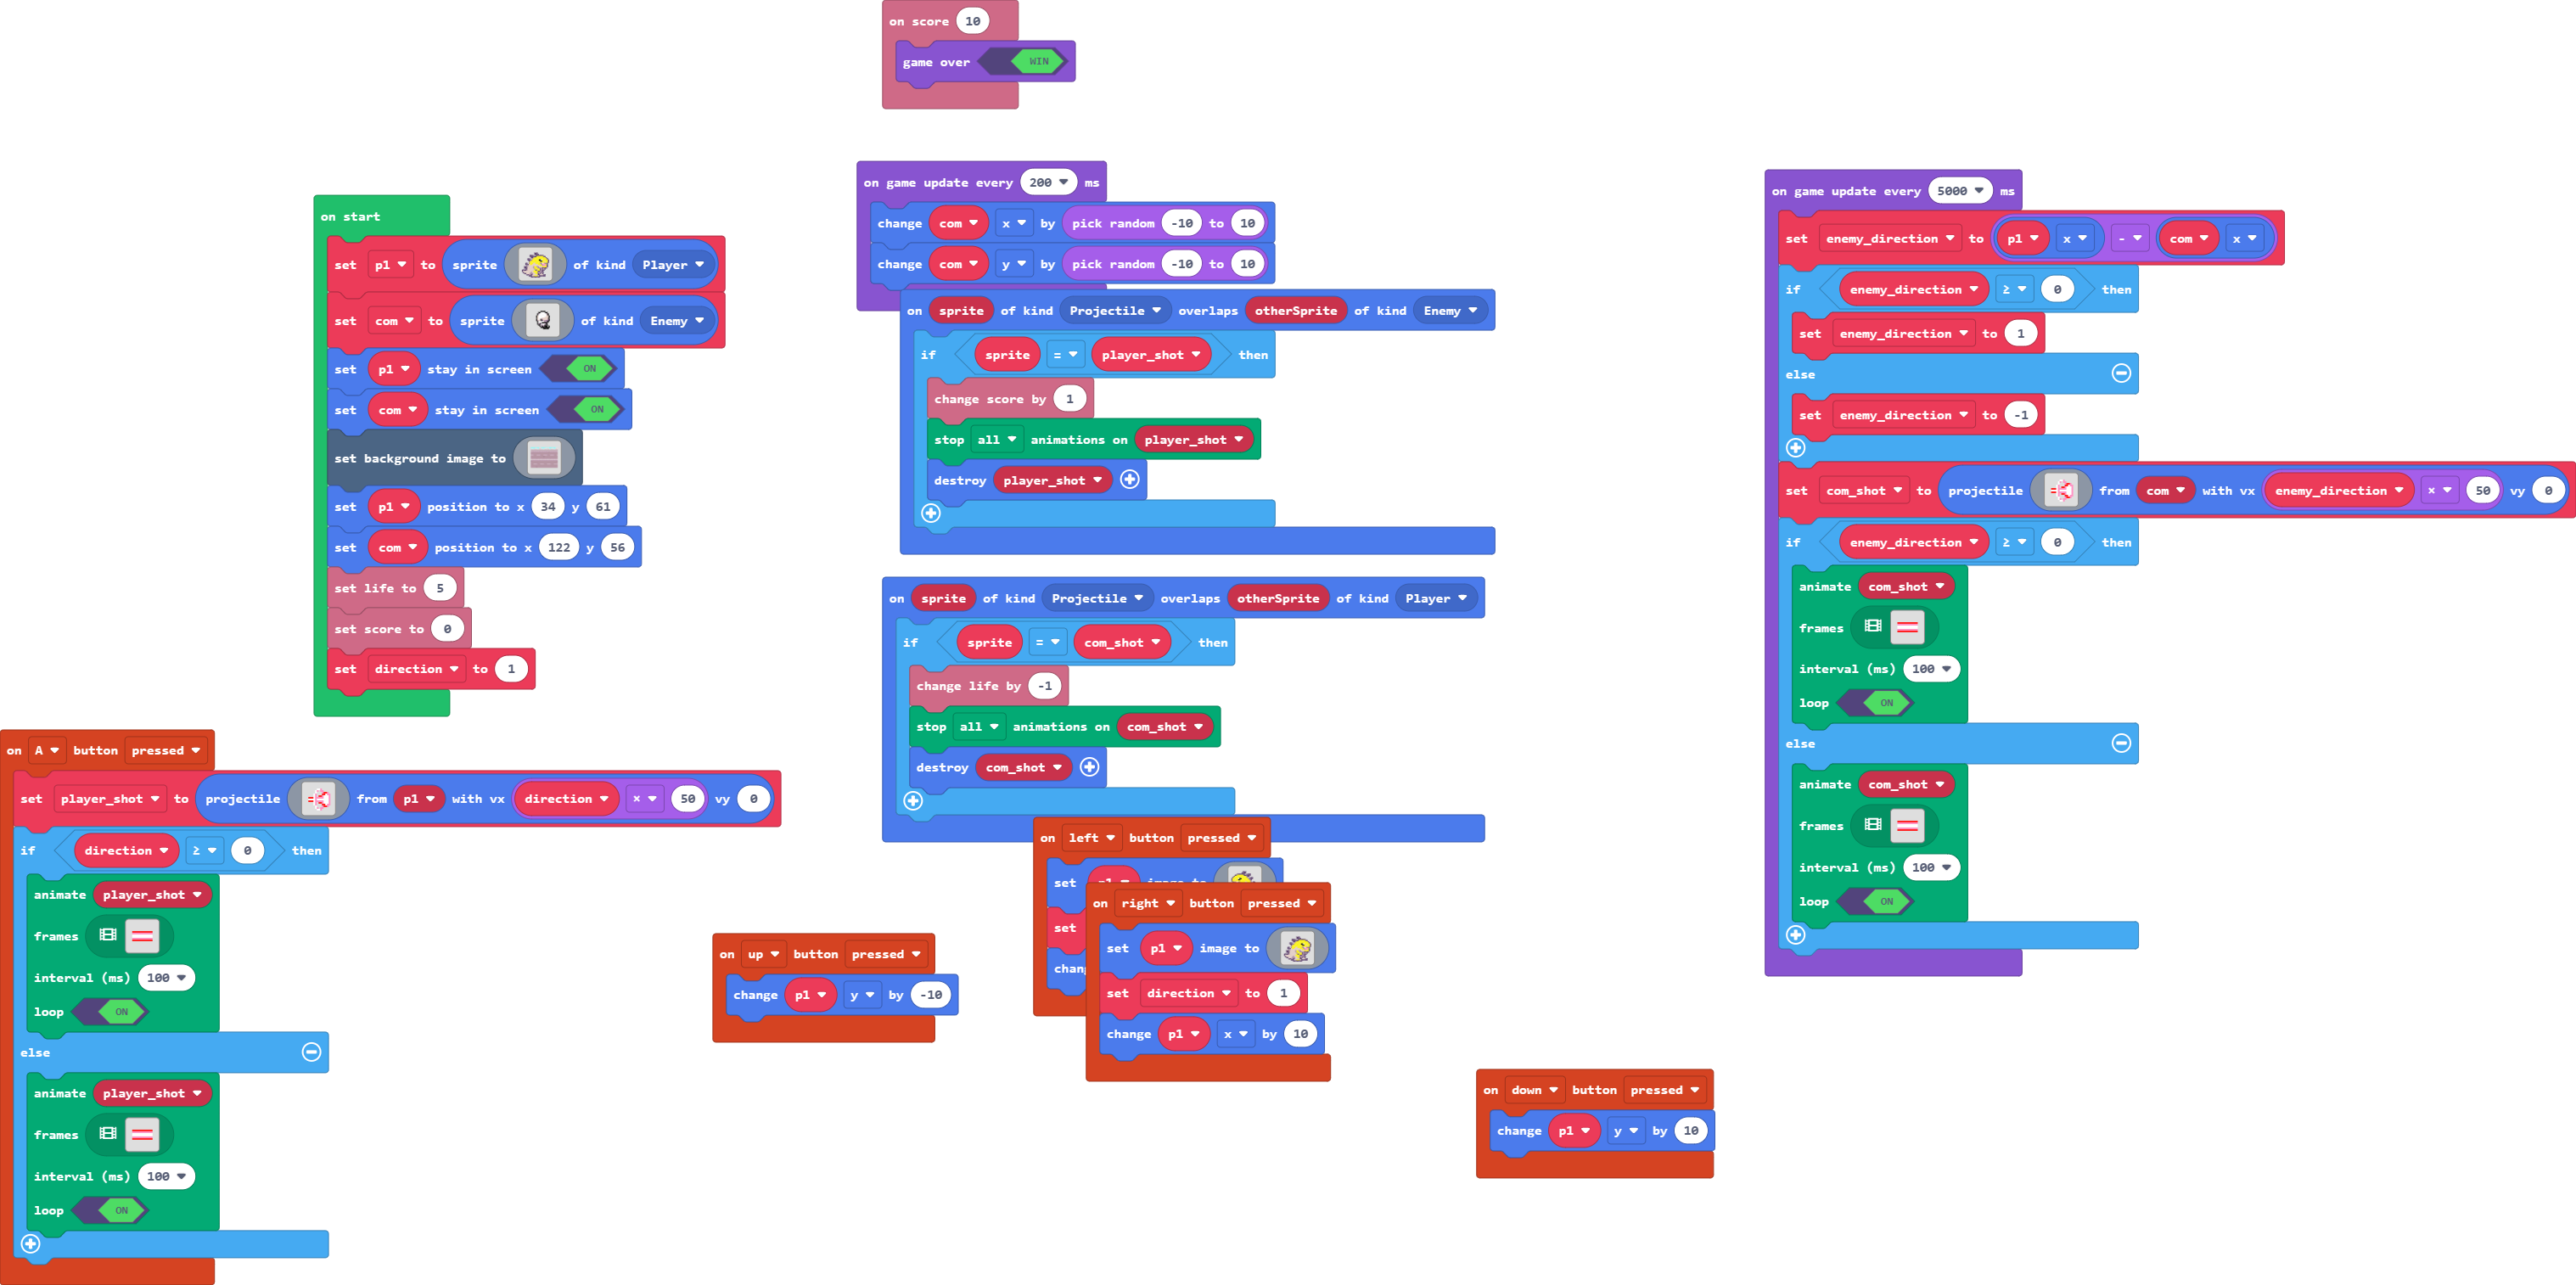 on score 10
game over WIN
on start
set p1 to sprite of kind Player
set com to sprite of kind Enemy
set p1 stay in screen ON
set com stay in screen ON
set background image to
set p1 position to x 34 y 61
set com position to x 122 y 56
set life to 5
set score to 0
set direction to 1
on A button pressed
set player_shot to projectile from p1 with vx direction × 50 vy 0
if direction ≥ 0 then
animate player_shot
frames
interval (ms) 100
loop ON
else
animate player_shot
frames
interval (ms) 100
loop ON
on game update every 200 ms
change com x by pick random -10 to 10
change com y by pick random -10 to 10
on sprite of kind Projectile overlaps otherSprite of kind Enemy
if sprite = player_shot then
change score by 1
stop all animations on player_shot
destroy player_shot
on sprite of kind Projectile overlaps otherSprite of kind Player
if sprite = com_shot then
change life by -1
stop all animations on com_shot
destroy com_shot
on left button pressed
set
set
on right button pressed
set p1 image to
set direction to 1
change p1 x by 10
on up button pressed
change p1 y by -10
on down button pressed
change p1 y by 10
on game update every 5000 ms
set enemy_direction to p1 x - com x
if enemy_direction ≥ 0 then
set enemy_direction to 1
else
set enemy_direction to -1
set com_shot to projectile from com with vx enemy_direction × 50 vy 0
if enemy_direction ≥ 0 then
animate com_shot
frames
interval (ms) 100
loop ON
else
animate com_shot
frames
interval (ms) 100
loop ON